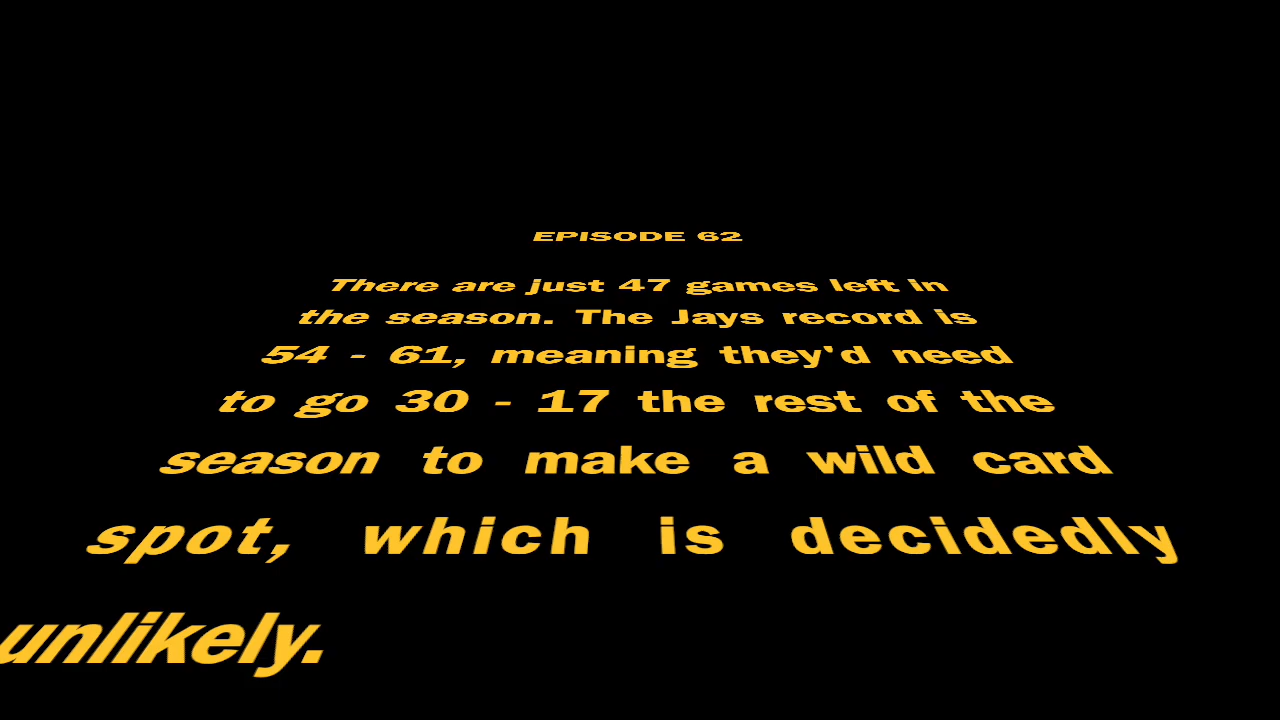 EPISODE 62
There are just 47 games left in
the season. The Jays record is
54 - 61, meaning they'd need
to go 30 - 17 the rest of the
season to make a wild card
spot, which is decidedly
unlikely.